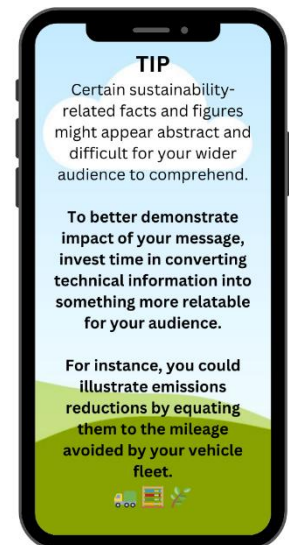 TIP
Certain sustainability-
related facts and figures
might appear abstract and
difficult for your wider
audience to comprehend.
To better demonstrate
impact of your message,
invest time in converting
technical information into
something more relatable
for your audience.
For instance, you could
illustrate emissions
reductions by equating
them to the mileage
avoided by your vehicle
fleet.